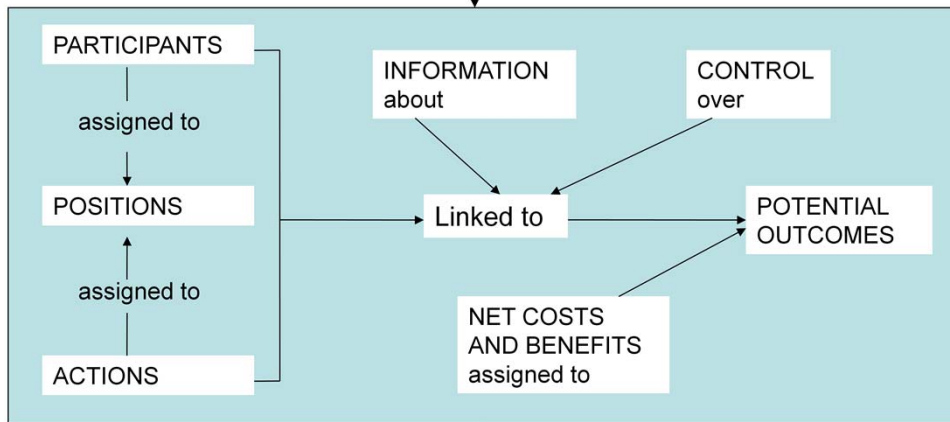 PARTICIPANTS
assigned to
POSITIONS
assigned to
ACTIONS
INFORMATION
about
CONTROL
over
Linked to
POTENTIAL
OUTCOMES
NET COSTS
AND BENEFITS
assigned to